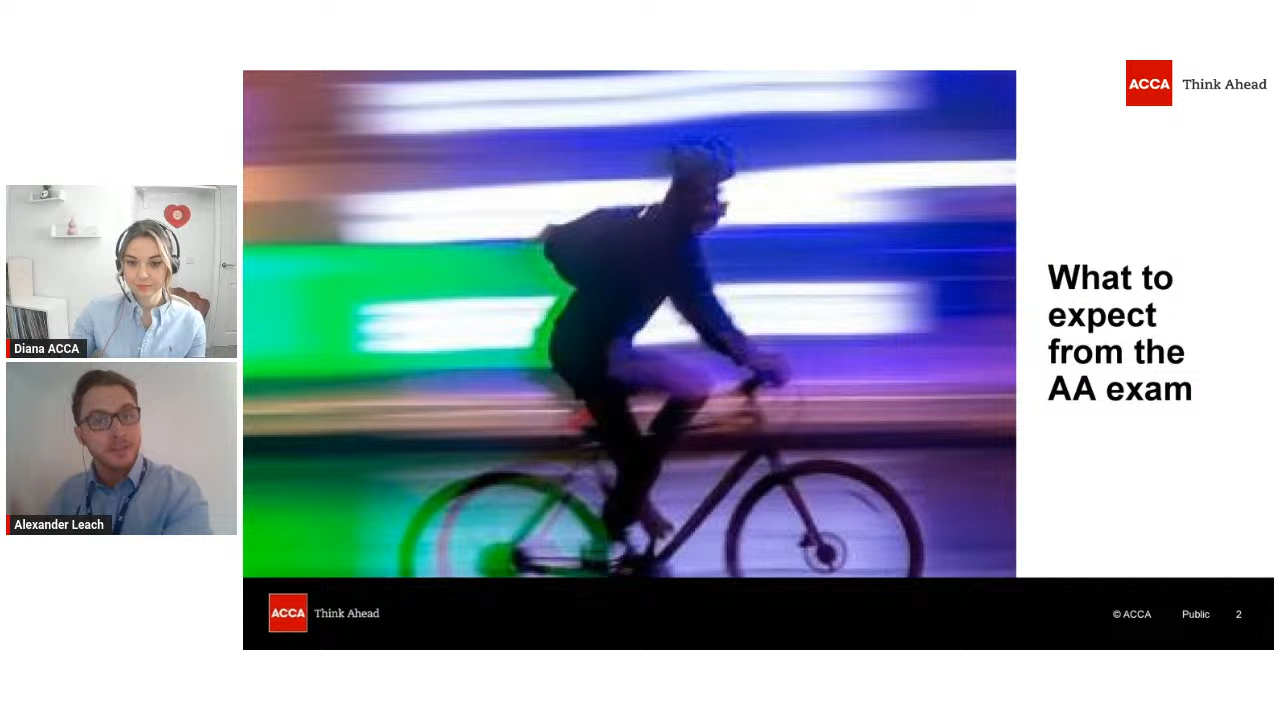 ACCA Think Ahead
Diana ACCA
Alexander Leach
What to
expect
from the
AA exam
ACCA Think Ahead
© ACCA Public 2